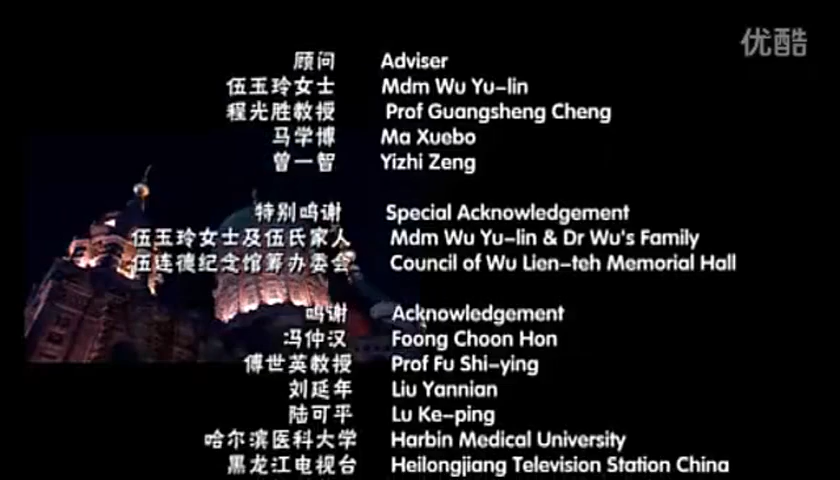 优酷
顾问 Adviser
伍玉玲女士 Mdm Wu Yu-lin
程光胜教授 Prof Guangsheng Cheng
马学博 Ma Xuebo
曾一智 Yizhi Zeng
特别鸣谢 Special Acknowledgement
伍玉玲女士及伍氏家人 Mdm Wu Yu-lin & Dr Wu's Family
伍连德纪念馆筹办委会 Council of Wu Lien-teh Memorial Hall
鸣谢 Acknowledgement
冯仲汉 Foong Choon Hon
傅世英教授 Prof Fu Shi-ying
刘延年 Liu Yannian
陆可平 Lu Ke-ping
哈尔滨医科大学 Harbin Medical University
黑龙江电视台 Heilongjiang Television Station China